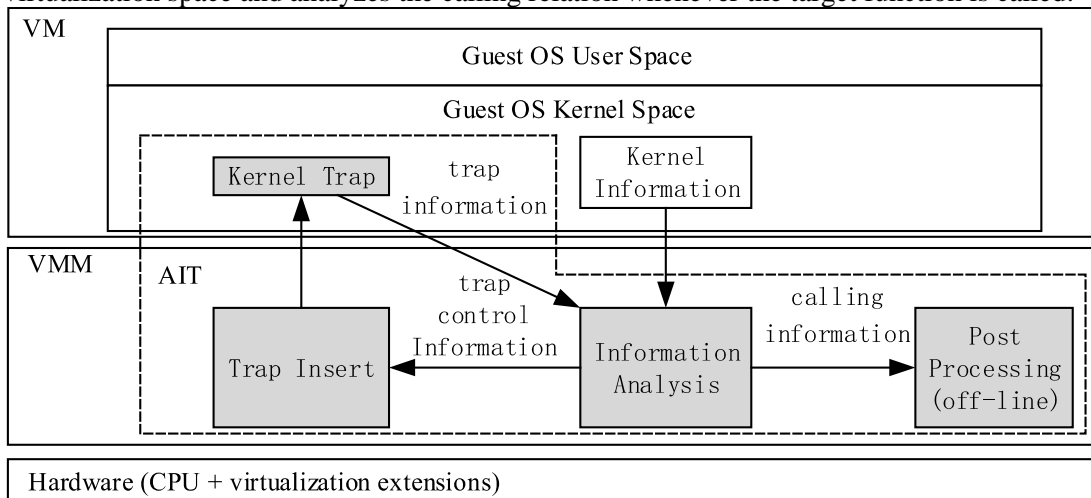 virtualization space and analyzes the calling relation whenever the target function is called.
VM
Guest OS User Space
Guest OS Kernel Space
Kernel Trap
trap
information
Kernel
Information
VMM
AIT
trap
control
Information
calling
information
Trap Insert
Information
Analysis
Post
Processing
(off-line)
Hardware (CPU + virtualization extensions)